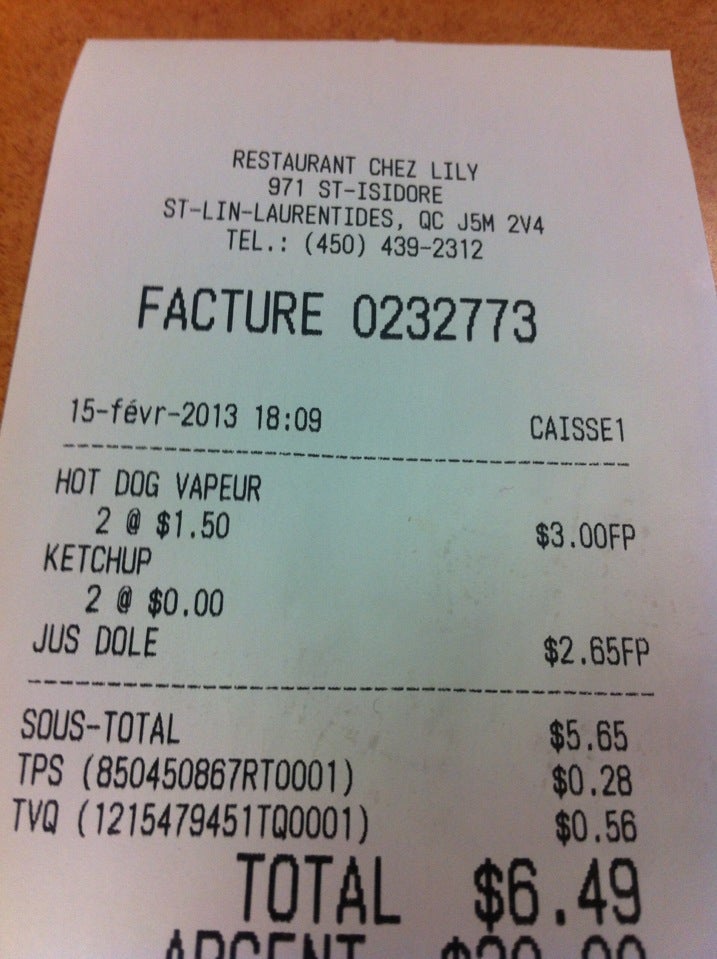 RESTAURANT CHEZ LILY
971 ST-ISIDORE
ST-LIN-LAURENTIDES, QC J5M 2V4
TEL.: (450) 439-2312
FACTURE 0232773
15-févr-2013 18:09 CAISSE1
HOT DOG VAPEUR
2 @ $1.50 $3.00FP
KETCHUP
2 @ $0.00
JUS DOLE $2.65FP
SOUS-TOTAL $5.65
TPS (850450867RT0001) $0.28
TVQ (1215479451TQ0001) $0.56
TOTAL $6.49
ARGENT